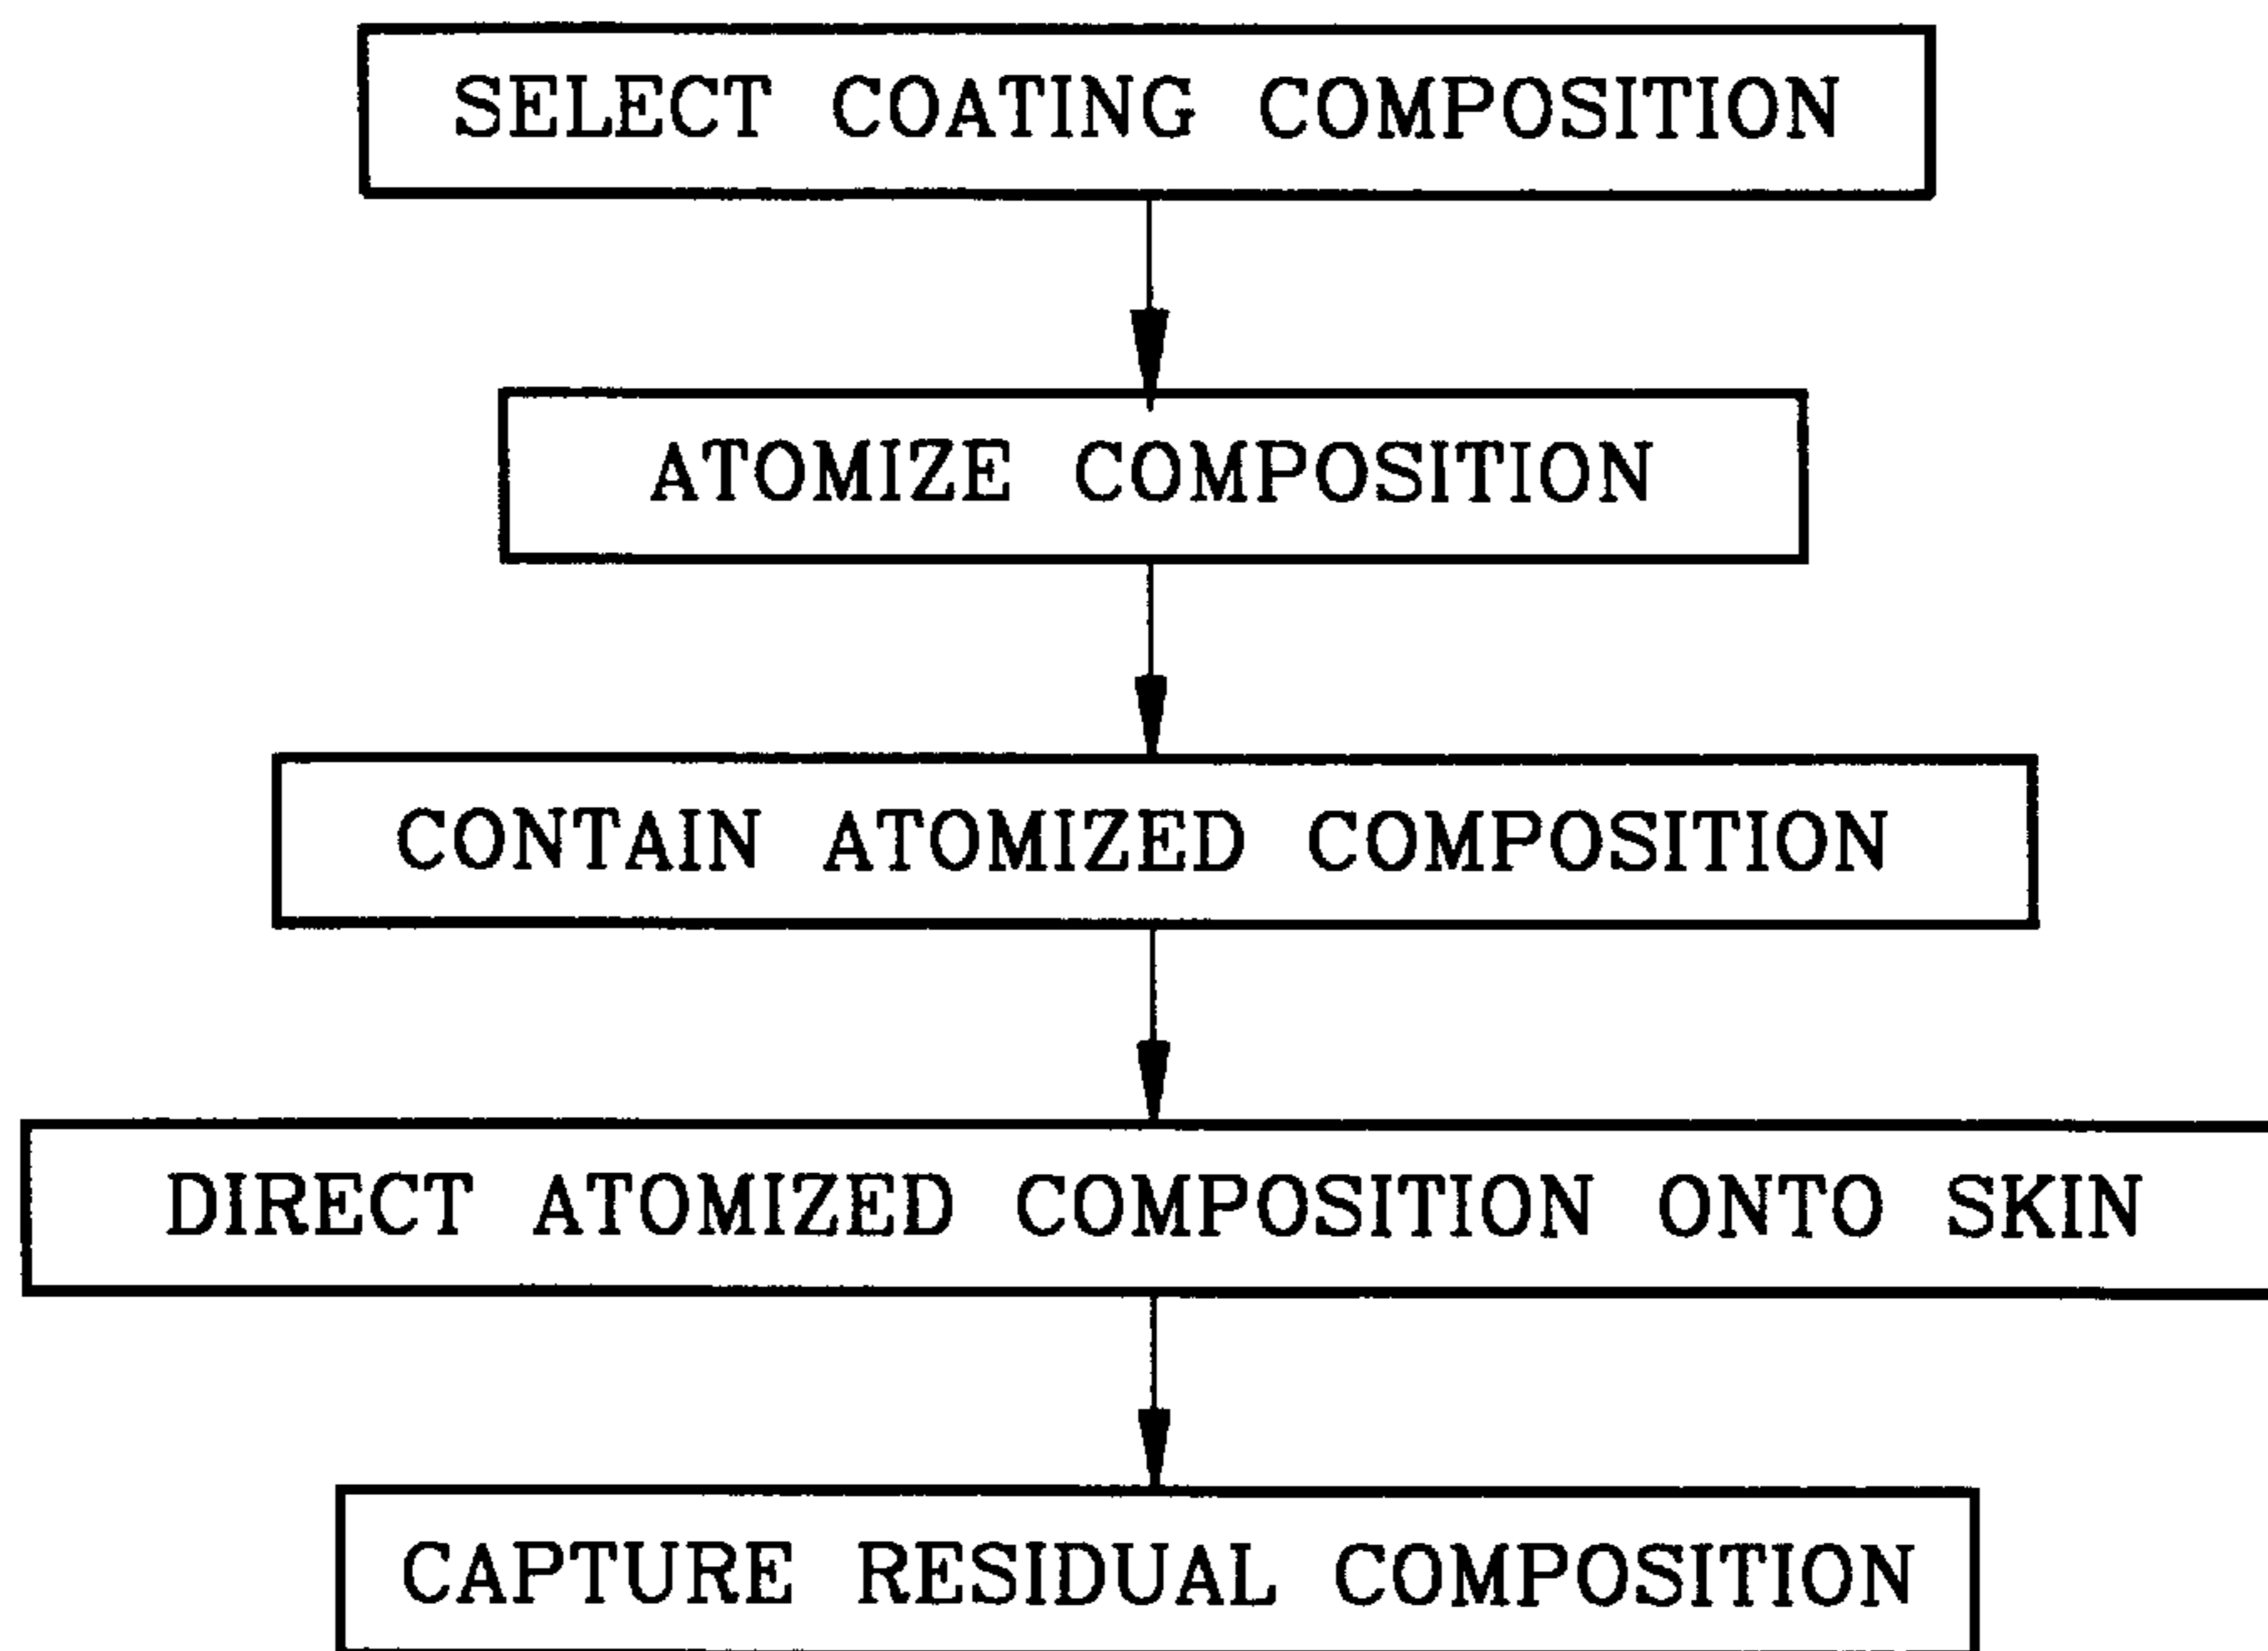 SELECT COATING COMPOSITION
ATOMIZE COMPOSITION
CONTAIN ATOMIZED COMPOSITION
DIRECT ATOMIZED COMPOSITION ONTO SKIN
CAPTURE RESIDUAL COMPOSITION